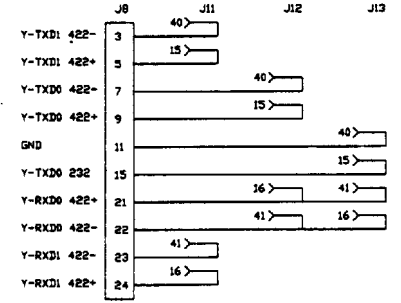 J8 J11 J12 J13
40
Y-TXD1 422- 3
15
Y-TXD1 422+ 5
40
Y-TXD0 422- 7
15
Y-TXD0 422+ 9
40
GND 11
15
Y-TXD0 232 15
16 41
Y-RXD0 422+ 21
41 16
Y-RXD0 422- 22
41
Y-RXD1 422- 23
16
Y-RXD1 422+ 24